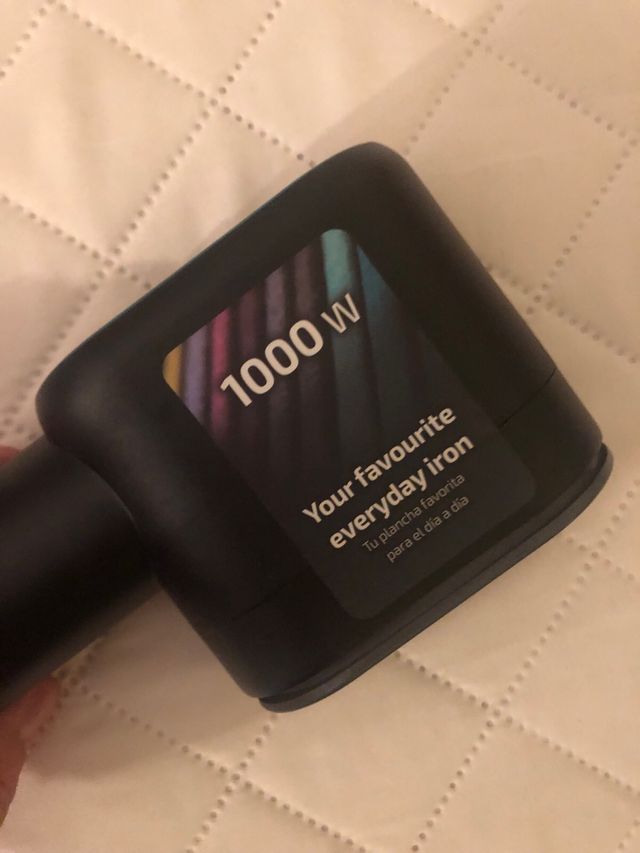 1000 W
Your favourite
everyday iron
Tu plancha favorita
para el día a día